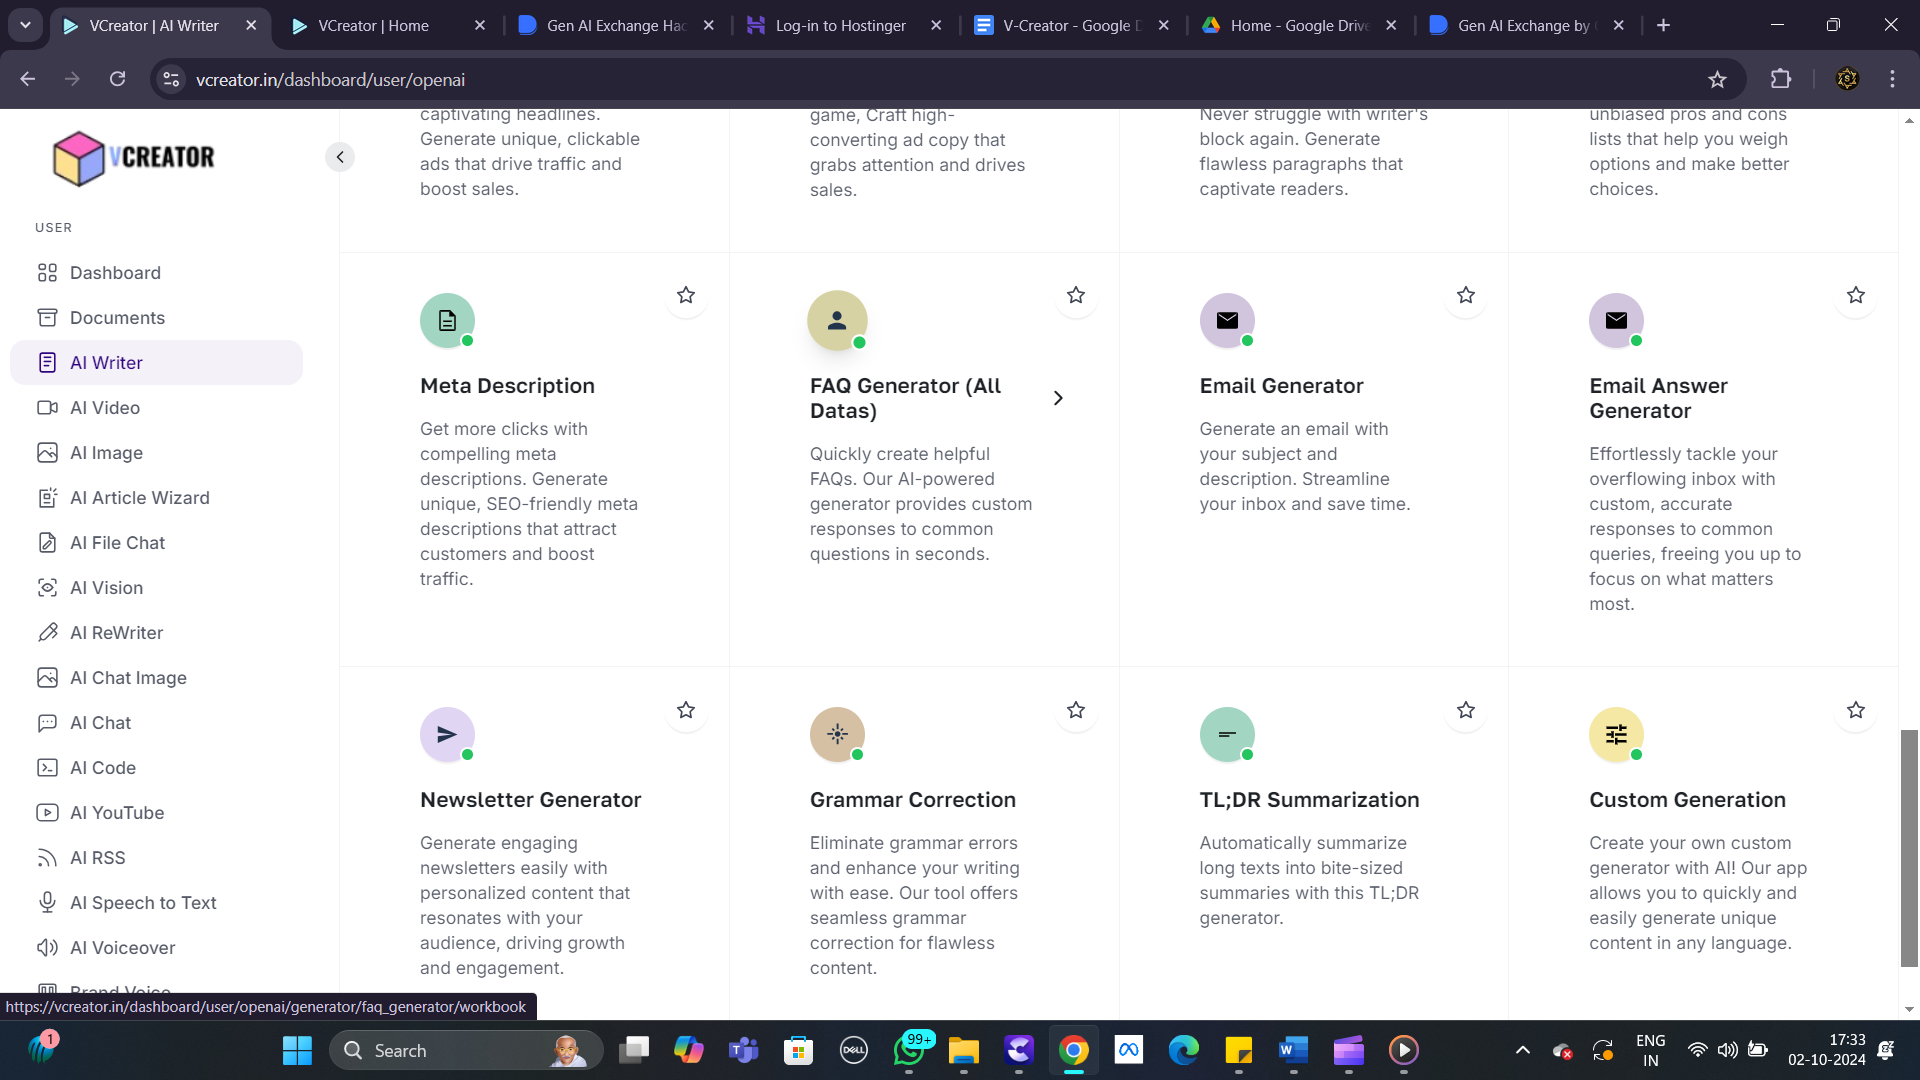 VCreator | AI Writer
VCreator | Home
Gen AI Exchange Hac
Log-in to Hostinger
V-Creator - Google D
Home - Google Drive
Gen AI Exchange by
vcreator.in/dashboard/user/openai
VCREATOR
USER
Dashboard
Documents
AI Writer
AI Video
AI Image
AI Article Wizard
AI File Chat
AI Vision
AI ReWriter
AI Chat Image
AI Chat
AI Code
AI YouTube
AI RSS
AI Speech to Text
AI Voiceover
Brand Voice
captivating headlines.
Generate unique, clickable
ads that drive traffic and
boost sales.
game, Craft high-
converting ad copy that
grabs attention and drives
sales.
Never struggle with writer's
block again. Generate
flawless paragraphs that
captivate readers.
unbiased pros and cons
lists that help you weigh
options and make better
choices.
Meta Description
Get more clicks with
compelling meta
descriptions. Generate
unique, SEO-friendly meta
descriptions that attract
customers and boost
traffic.
FAQ Generator (All
Datas)
Quickly create helpful
FAQs. Our AI-powered
generator provides custom
responses to common
questions in seconds.
Email Generator
Generate an email with
your subject and
description. Streamline
your inbox and save time.
Email Answer
Generator
Effortlessly tackle your
overflowing inbox with
custom, accurate
responses to common
queries, freeing you up to
focus on what matters
most.
Newsletter Generator
Generate engaging
newsletters easily with
personalized content that
resonates with your
audience, driving growth
and engagement.
Grammar Correction
Eliminate grammar errors
and enhance your writing
with ease. Our tool offers
seamless grammar
correction for flawless
content.
TL;DR Summarization
Automatically summarize
long texts into bite-sized
summaries with this TL;DR
generator.
Custom Generation
Create your own custom
generator with AI! Our app
allows you to quickly and
easily generate unique
content in any language.
https://vcreator.in/dashboard/user/openai/generator/faq_generator/workbook
1
Search
DELL
99+
ENG
IN
17:33
02-10-2024